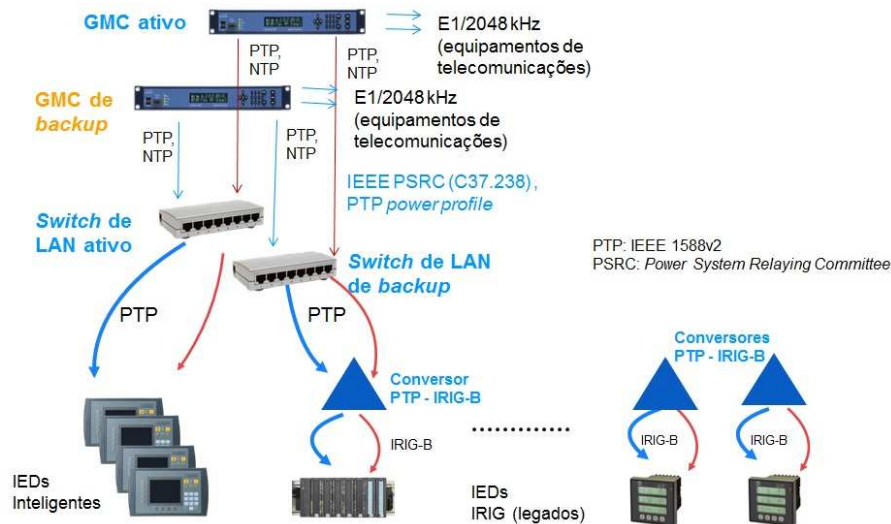 GMC ativo
PTP,
NTP
PTP,
NTP
E1/2048 kHz
(equipamentos de
telecomunicações)
GMC de
backup
PTP,
NTP
PTP,
NTP
E1/2048 kHz
(equipamentos de
telecomunicações)
IEEE PSRC (C37.238),
PTP power profile
Switch de
LAN ativo
Switch de LAN
de backup
PTP: IEEE 1588v2
PSRC: Power System Relaying Committee
PTP
PTP
Conversor
PTP - IRIG-B
Conversores
PTP - IRIG-B
IRIG-B
..............
IRIG-B
IRIG-B
IEDs
Inteligentes
IEDs
IRIG (legados)